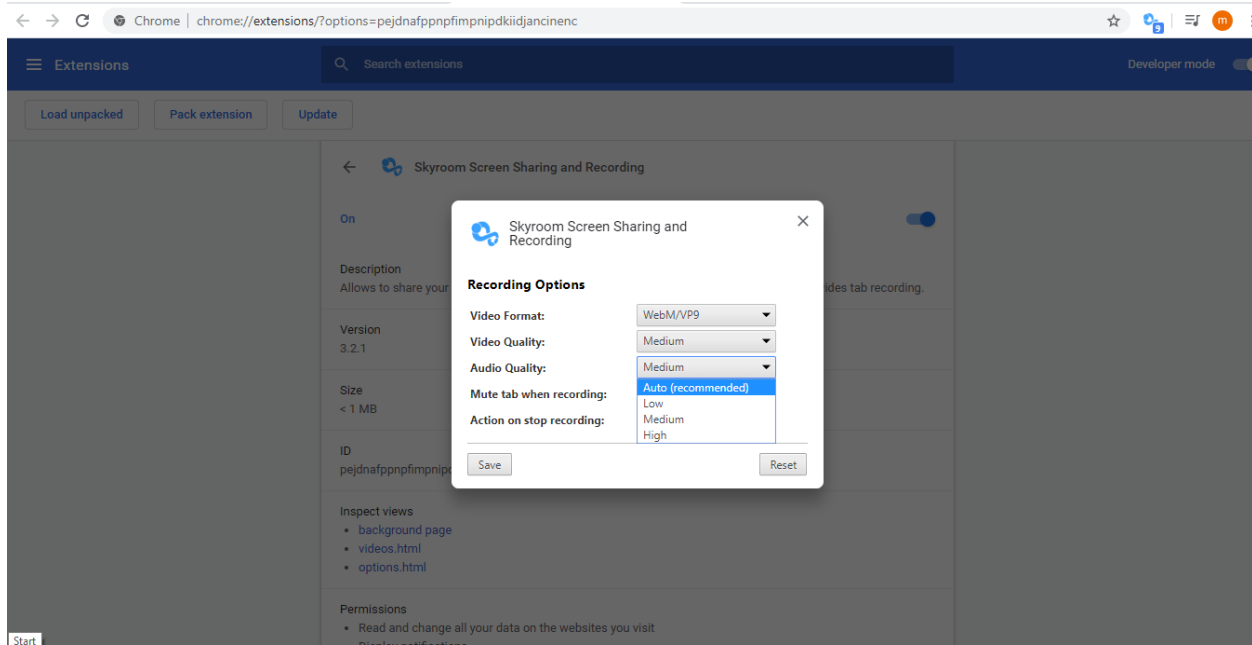 Chrome | chrome://extensions/?options=pejdnafppnpfimpnipdkiidjancinenc
9
m
Extensions
Search extensions
Developer mode
Load unpacked
Pack extension
Update
Skyroom Screen Sharing and Recording
On
Description
Allows to share your
ides tab recording.
Version
3.2.1
Size
< 1 MB
ID
pejdnafppnpfimpnipd
Inspect views
• background page
• videos.html
• options.html
Permissions
• Read and change all your data on the websites you visit
Skyroom Screen Sharing and
Recording
Recording Options
Video Format: WebM/VP9
Video Quality: Medium
Audio Quality: Medium
Auto (recommended)
Low
Medium
High
Mute tab when recording:
Action on stop recording:
Save
Reset
Start